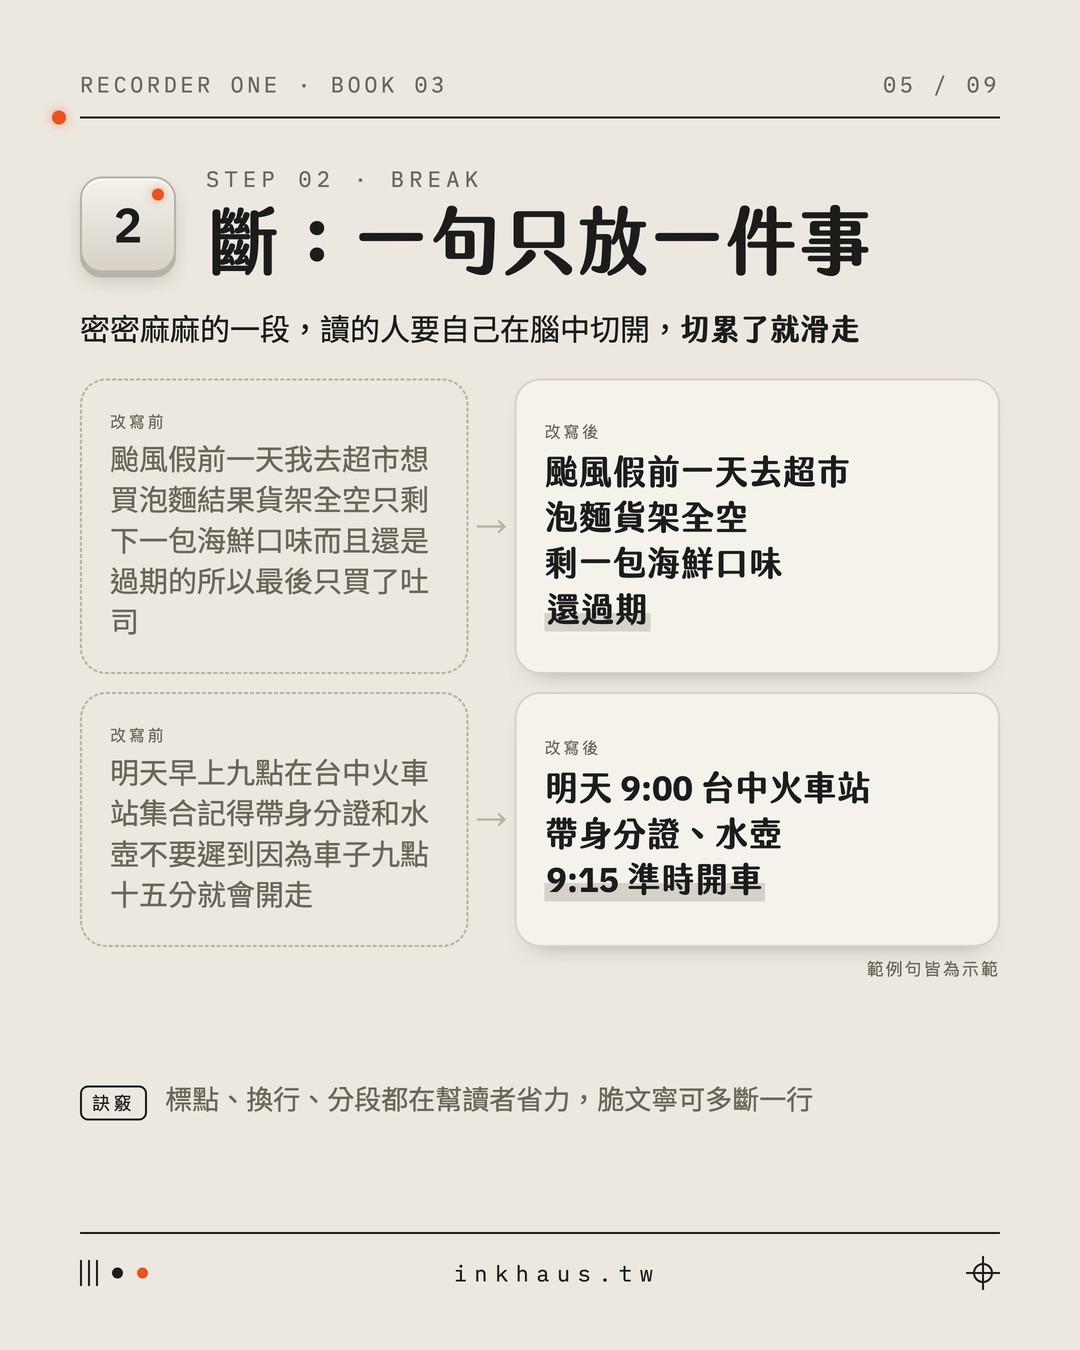 RECORDER ONE · BOOK 03
05 / 09
STEP 02 · BREAK
2
斷：一句只放一件事
密密麻麻的一段，讀的人要自己在腦中切開，切累了就滑走
改寫前
颱風假前一天我去超市想
買泡麵結果貨架全空只剩
下一包海鮮口味而且還是
過期的所以最後只買了吐
司
→
改寫後
颱風假前一天去超市
泡麵貨架全空
剩一包海鮮口味
還過期
改寫前
明天早上九點在台中火車
站集合記得帶身分證和水
壺不要遲到因為車子九點
十五分就會開走
→
改寫後
明天 9:00 台中火車站
帶身分證、水壺
9:15 準時開車
範例句皆為示範
訣竅
標點、換行、分段都在幫讀者省力，脆文寧可多斷一行
inkhaus.tw